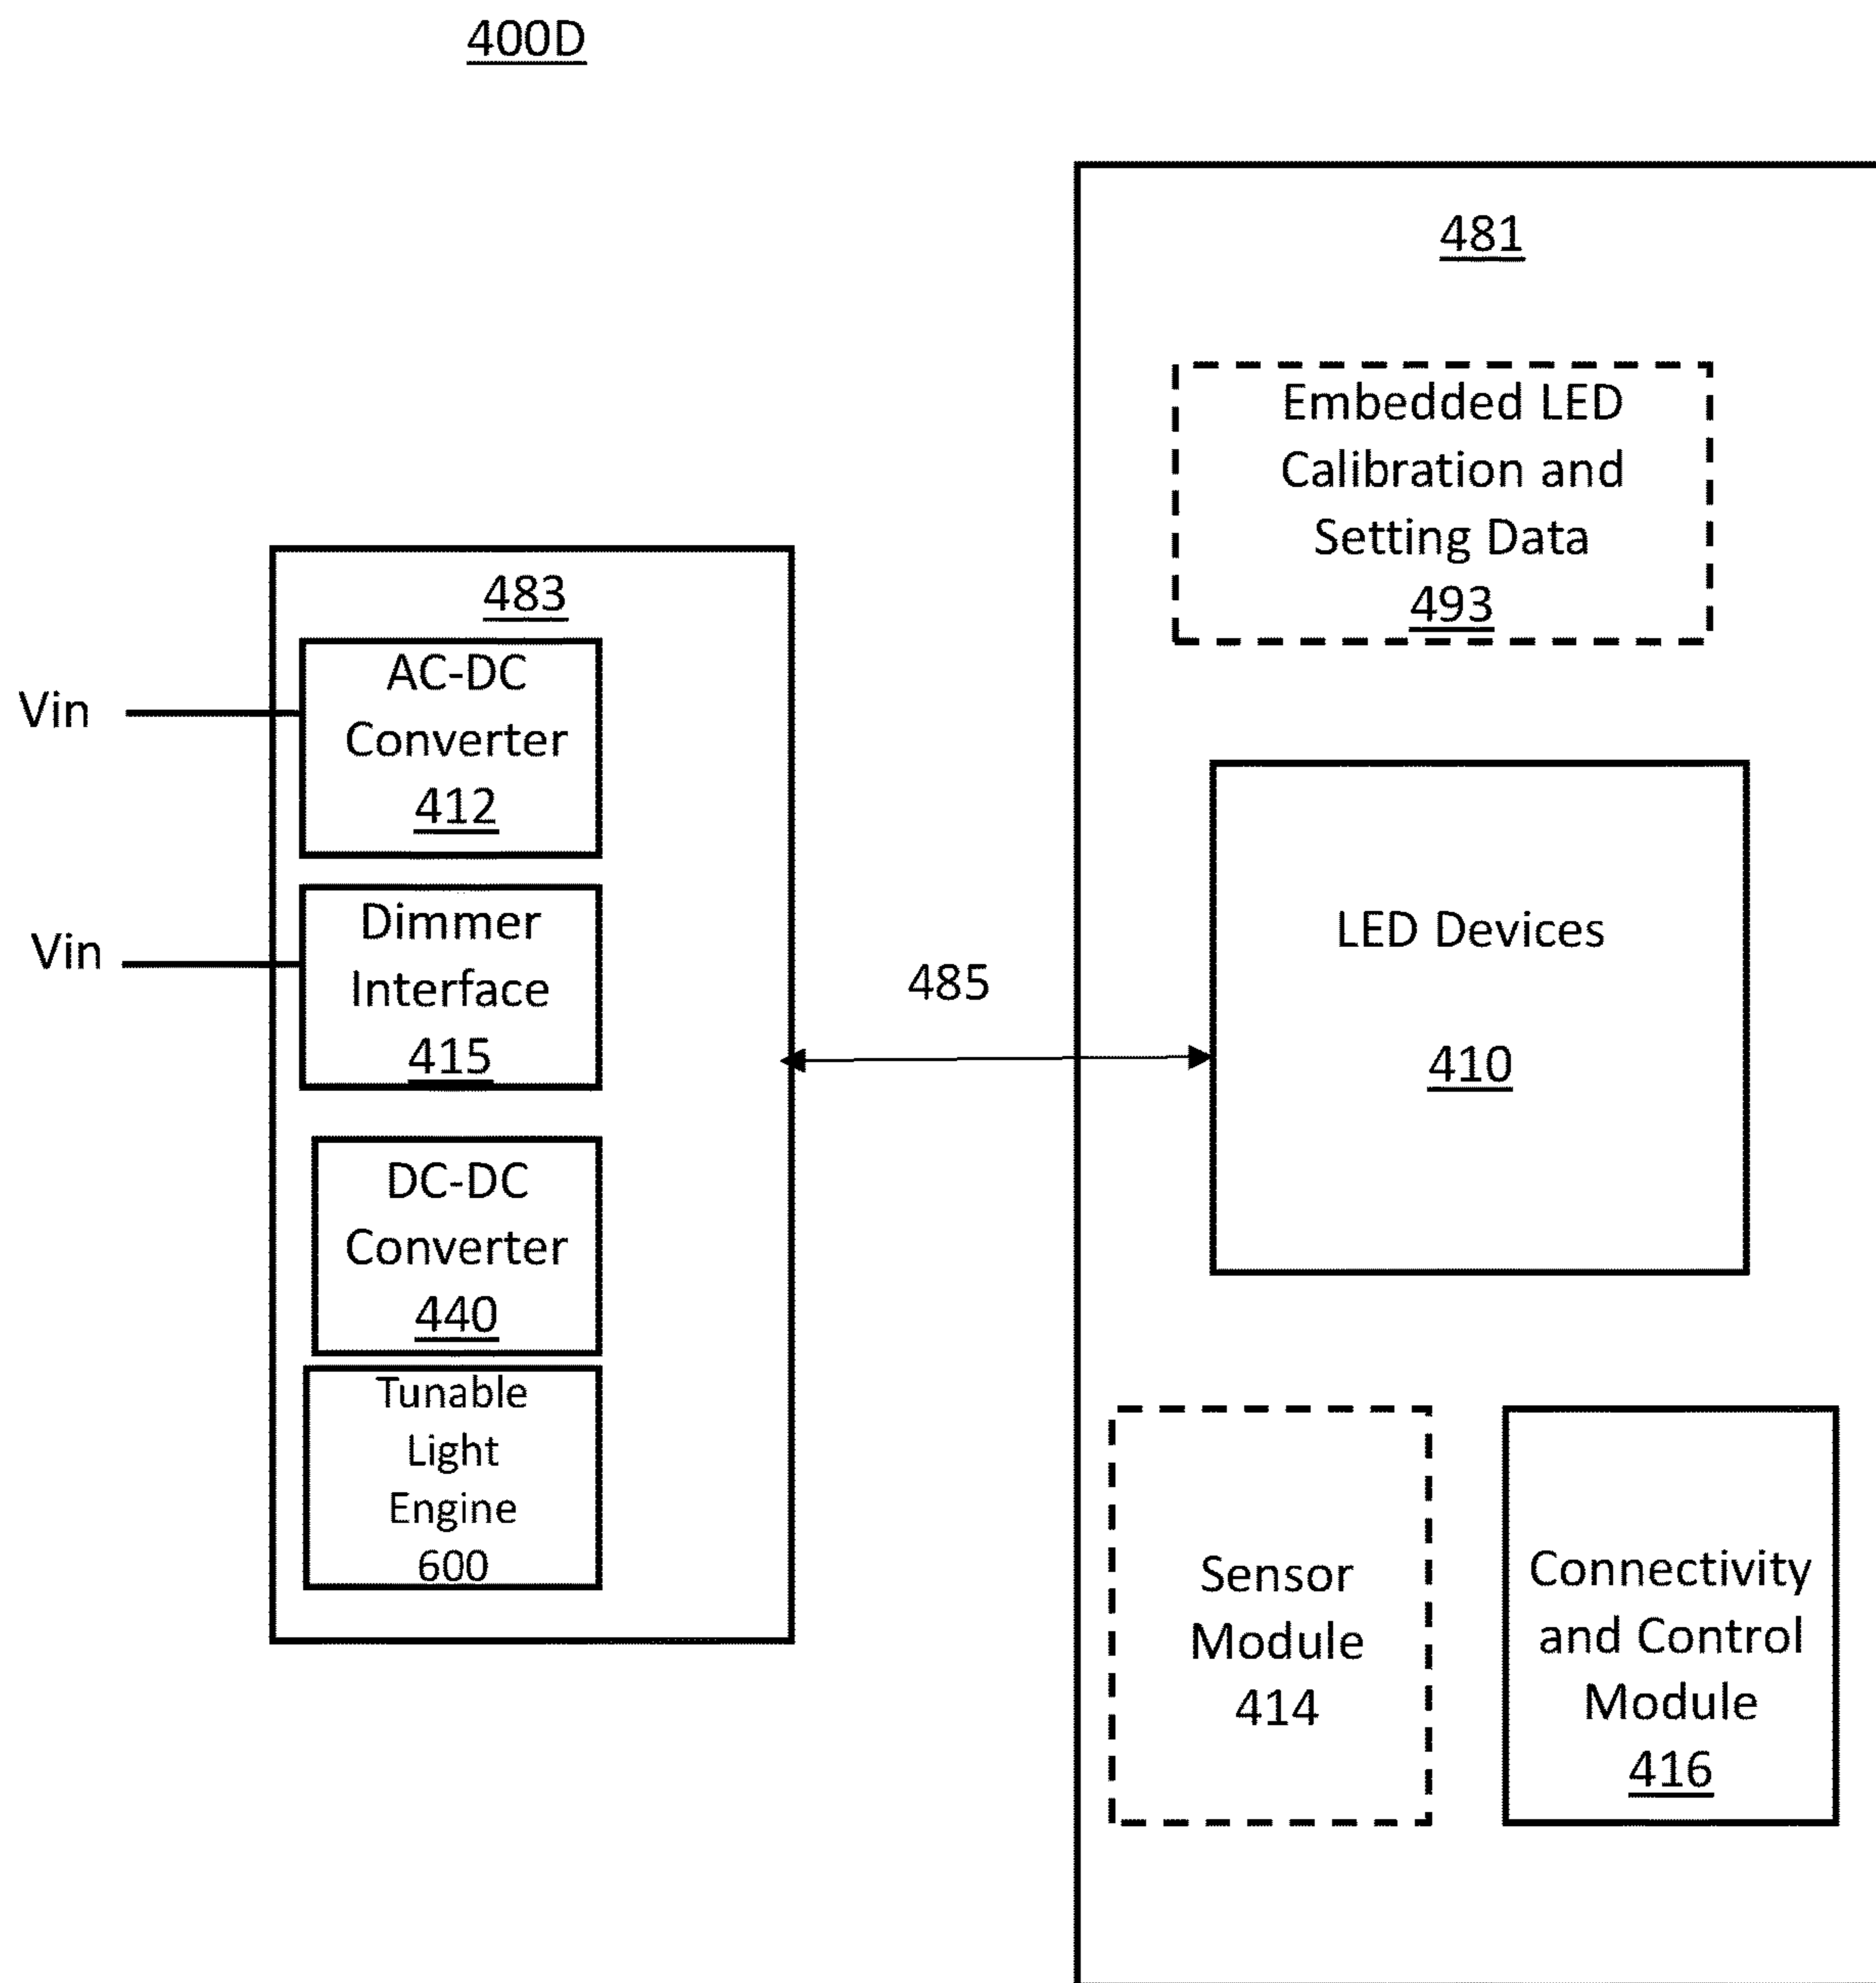 400D
483
Vin
AC-DC
Converter
412
Vin
Dimmer
Interface
415
DC-DC
Converter
440
Tunable
Light
Engine
600
485
481
Embedded LED
Calibration and
Setting Data
493
LED Devices
410
Sensor
Module
414
Connectivity
and Control
Module
416